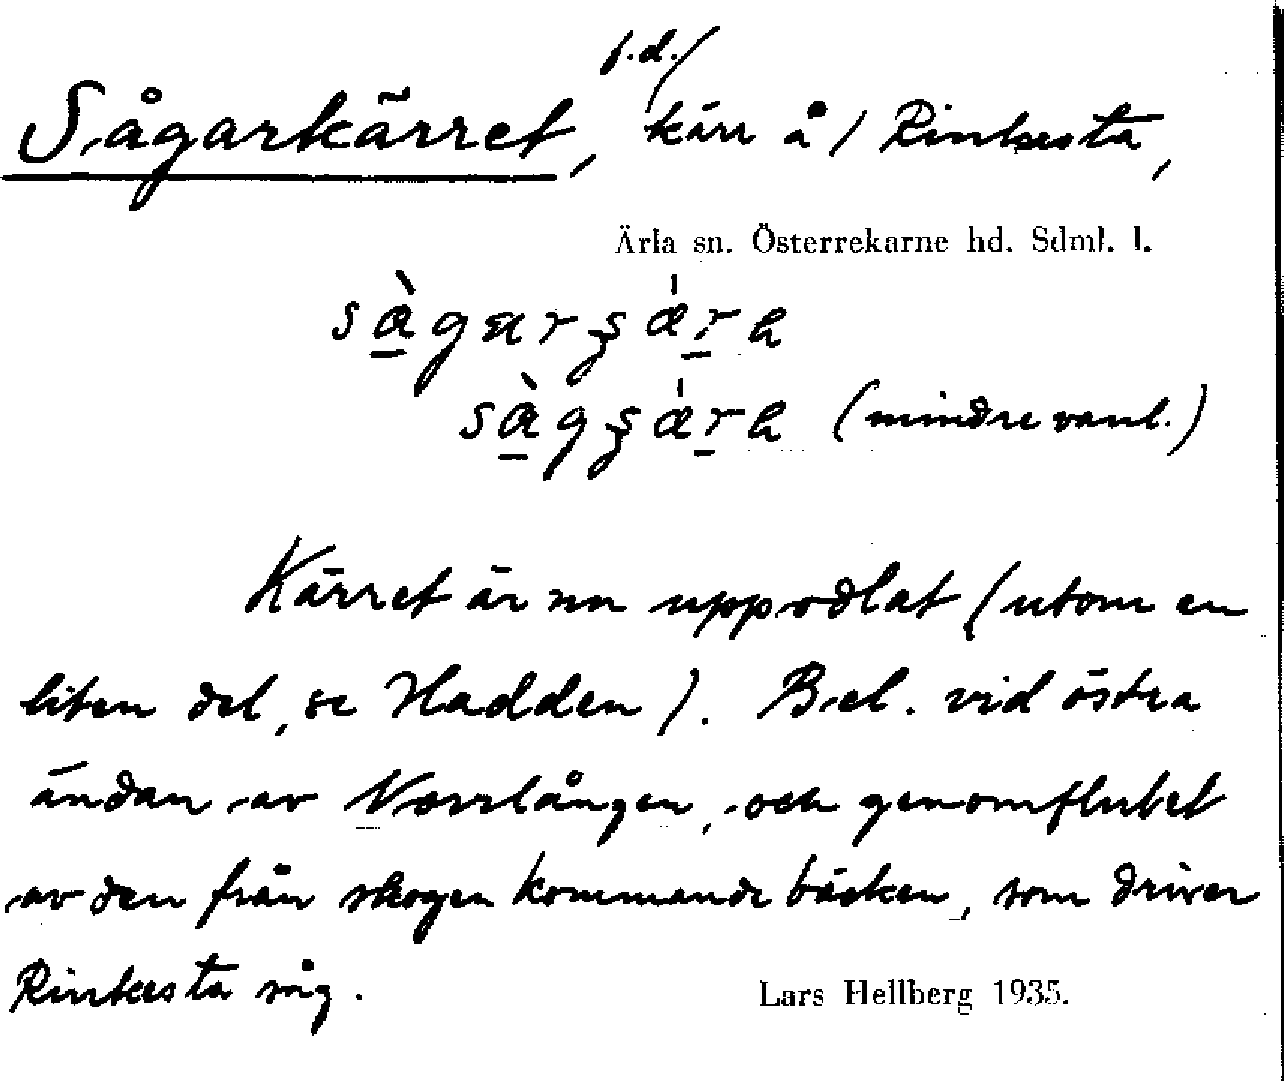 Sågarkärret, f.d./ kärr å / Rinkesta,
Ärla sn. Österrekarne hd. Sdml. l.
(mindre vanl.)
Kärret är nu uppodlat (utom en
liten del, se Hadden). Bel. vid östra
ändan av Norrlången, och genomflutet
av den från skogen kommande bäcken, som driver
Rinkesta såg.
Lars Hellberg 1935.